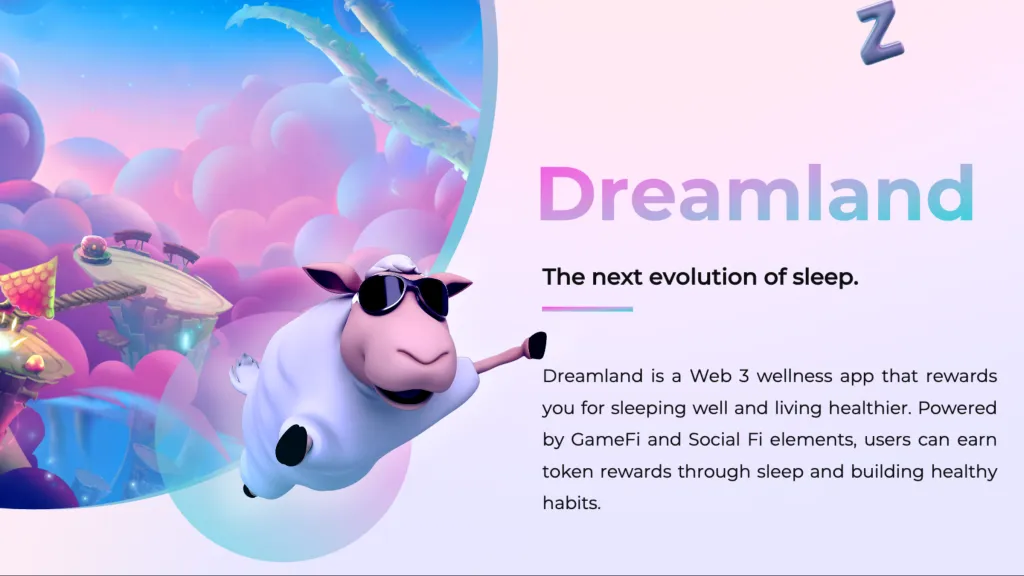 Z
Dreamland
The next evolution of sleep.
Dreamland is a Web 3 wellness app that rewards
you for sleeping well and living healthier. Powered
by GameFi and Social Fi elements, users can earn
token rewards through sleep and building healthy
habits.